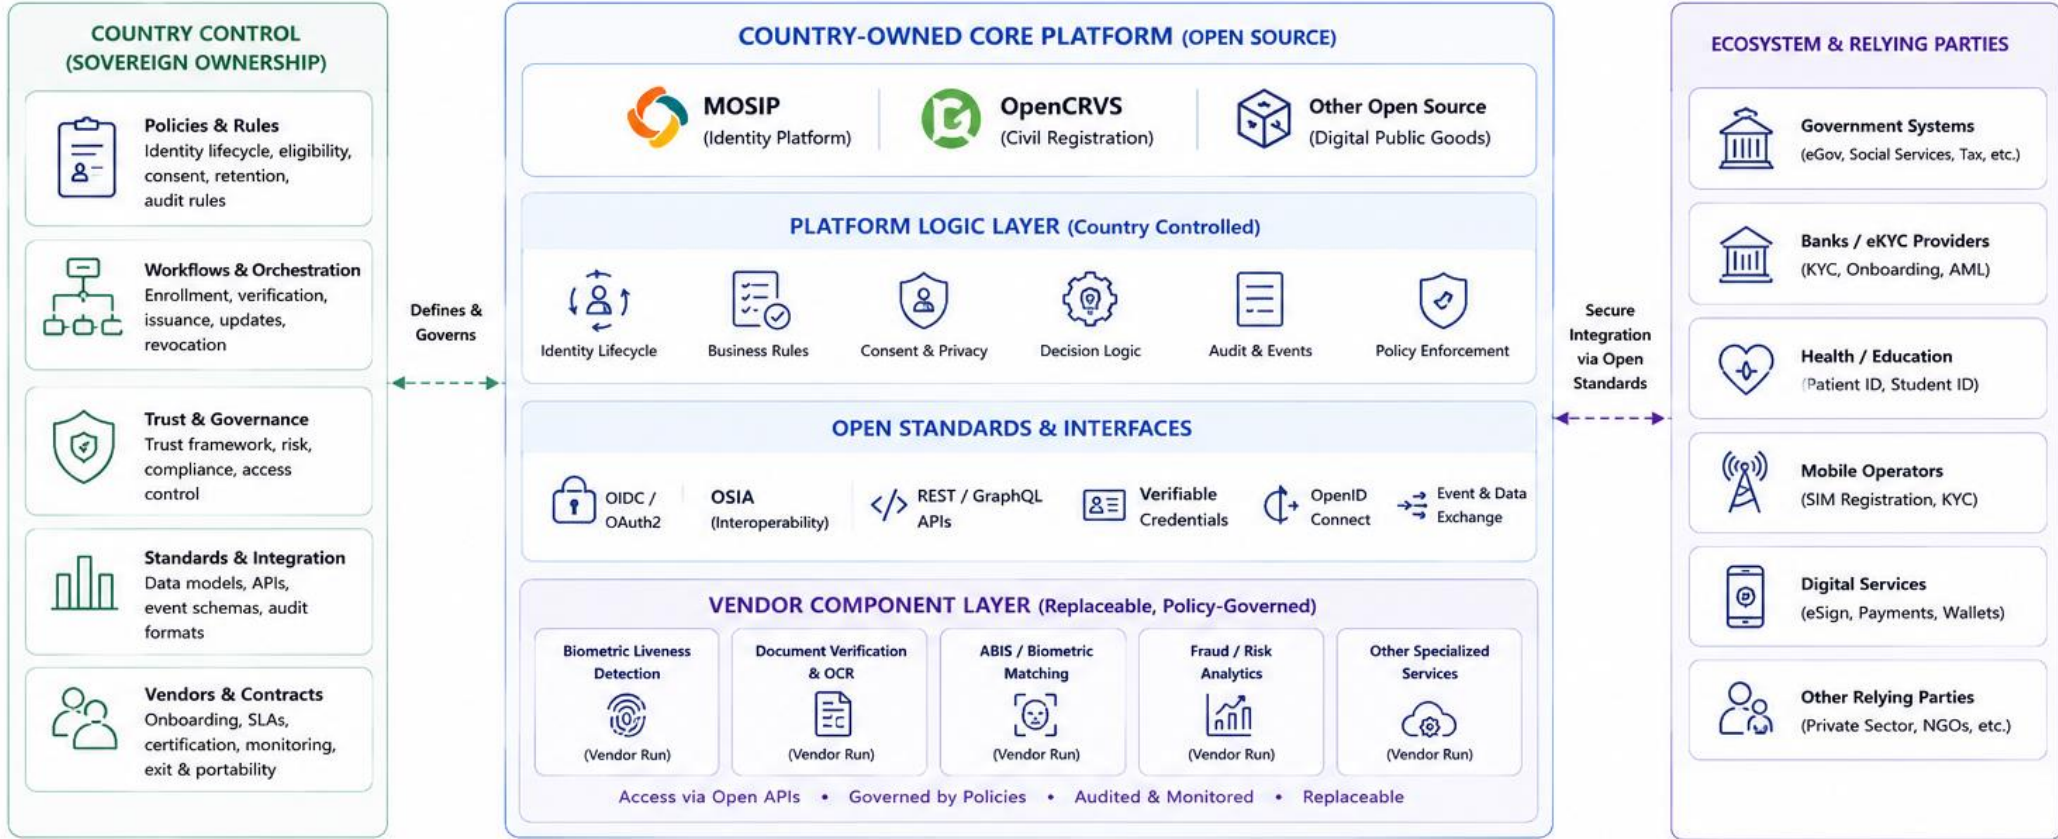 COUNTRY CONTROL
(SOVEREIGN OWNERSHIP)
Policies & Rules
Identity lifecycle, eligibility,
consent, retention,
audit rules
Workflows & Orchestration
Enrollment, verification,
issuance, updates,
revocation
Trust & Governance
Trust framework, risk,
compliance, access
control
Standards & Integration
Data models, APIs,
event schemas, audit
formats
Vendors & Contracts
Onboarding, SLAs,
certification, monitoring,
exit & portability
Defines &
Governs
COUNTRY-OWNED CORE PLATFORM (OPEN SOURCE)
MOSIP
(Identity Platform)
OpenCRVS
(Civil Registration)
Other Open Source
(Digital Public Goods)
PLATFORM LOGIC LAYER (Country Controlled)
Identity Lifecycle
Business Rules
Consent & Privacy
Decision Logic
Audit & Events
Policy Enforcement
OPEN STANDARDS & INTERFACES
OIDC /
OAuth2
OSIA
(Interoperability)
REST / GraphQL
APIs
Verifiable
Credentials
OpenID
Connect
Event & Data
Exchange
VENDOR COMPONENT LAYER (Replaceable, Policy-Governed)
Biometric Liveness
Detection
(Vendor Run)
Document Verification
& OCR
(Vendor Run)
ABIS / Biometric
Matching
(Vendor Run)
Fraud / Risk
Analytics
(Vendor Run)
Other Specialized
Services
(Vendor Run)
Access via Open APIs • Governed by Policies • Audited & Monitored • Replaceable
Secure
Integration
via Open
Standards
ECOSYSTEM & RELYING PARTIES
Government Systems
(eGov, Social Services, Tax, etc.)
Banks / eKYC Providers
(KYC, Onboarding, AML)
Health / Education
(Patient ID, Student ID)
Mobile Operators
(SIM Registration, KYC)
Digital Services
(eSign, Payments, Wallets)
Other Relying Parties
(Private Sector, NGOs, etc.)